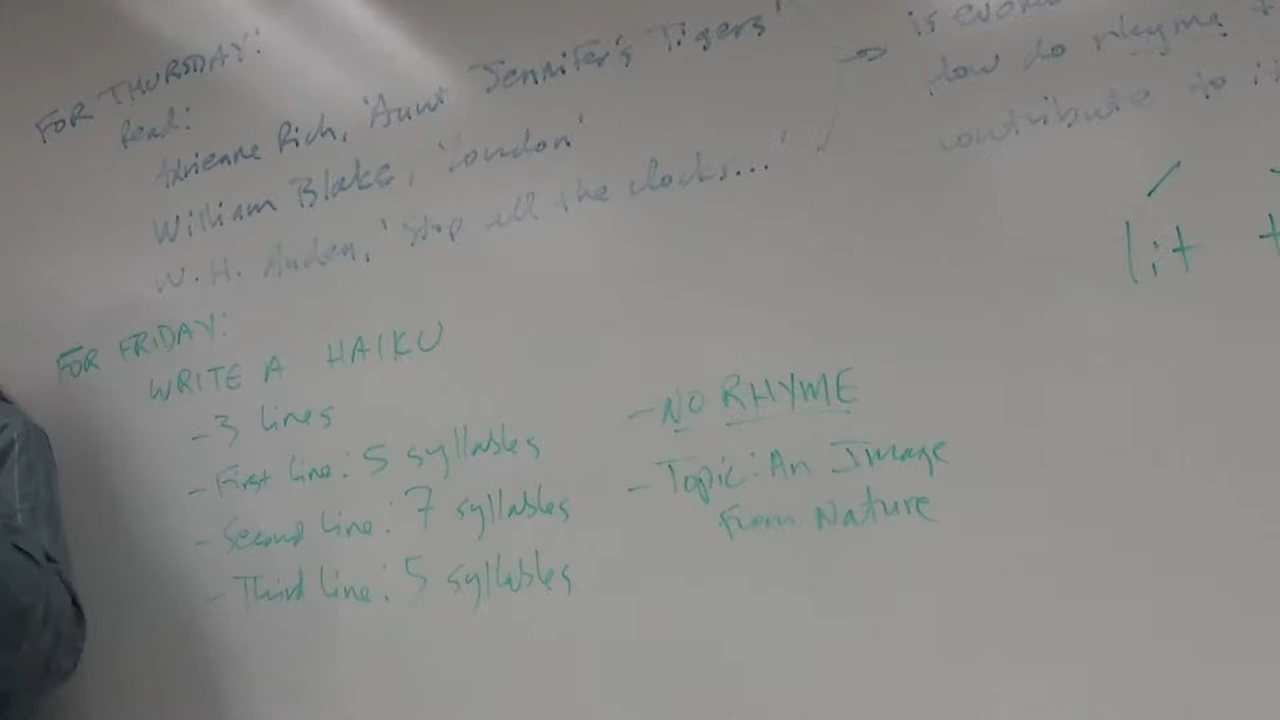 FOR THURSDAY:
Read:
Adrienne Rich, 'Aunt Jennifer's Tigers'
William Blake, 'London'
W.H. Auden, 'Stop all the clocks...'
is
How do rhyme
contribute to
lit
FOR FRIDAY:
WRITE A HAIKU
- 3 lines
- First line: 5 syllables
- Second line: 7 syllables
- Third line: 5 syllables
- NO RHYME
- Topic: An Image
From Nature